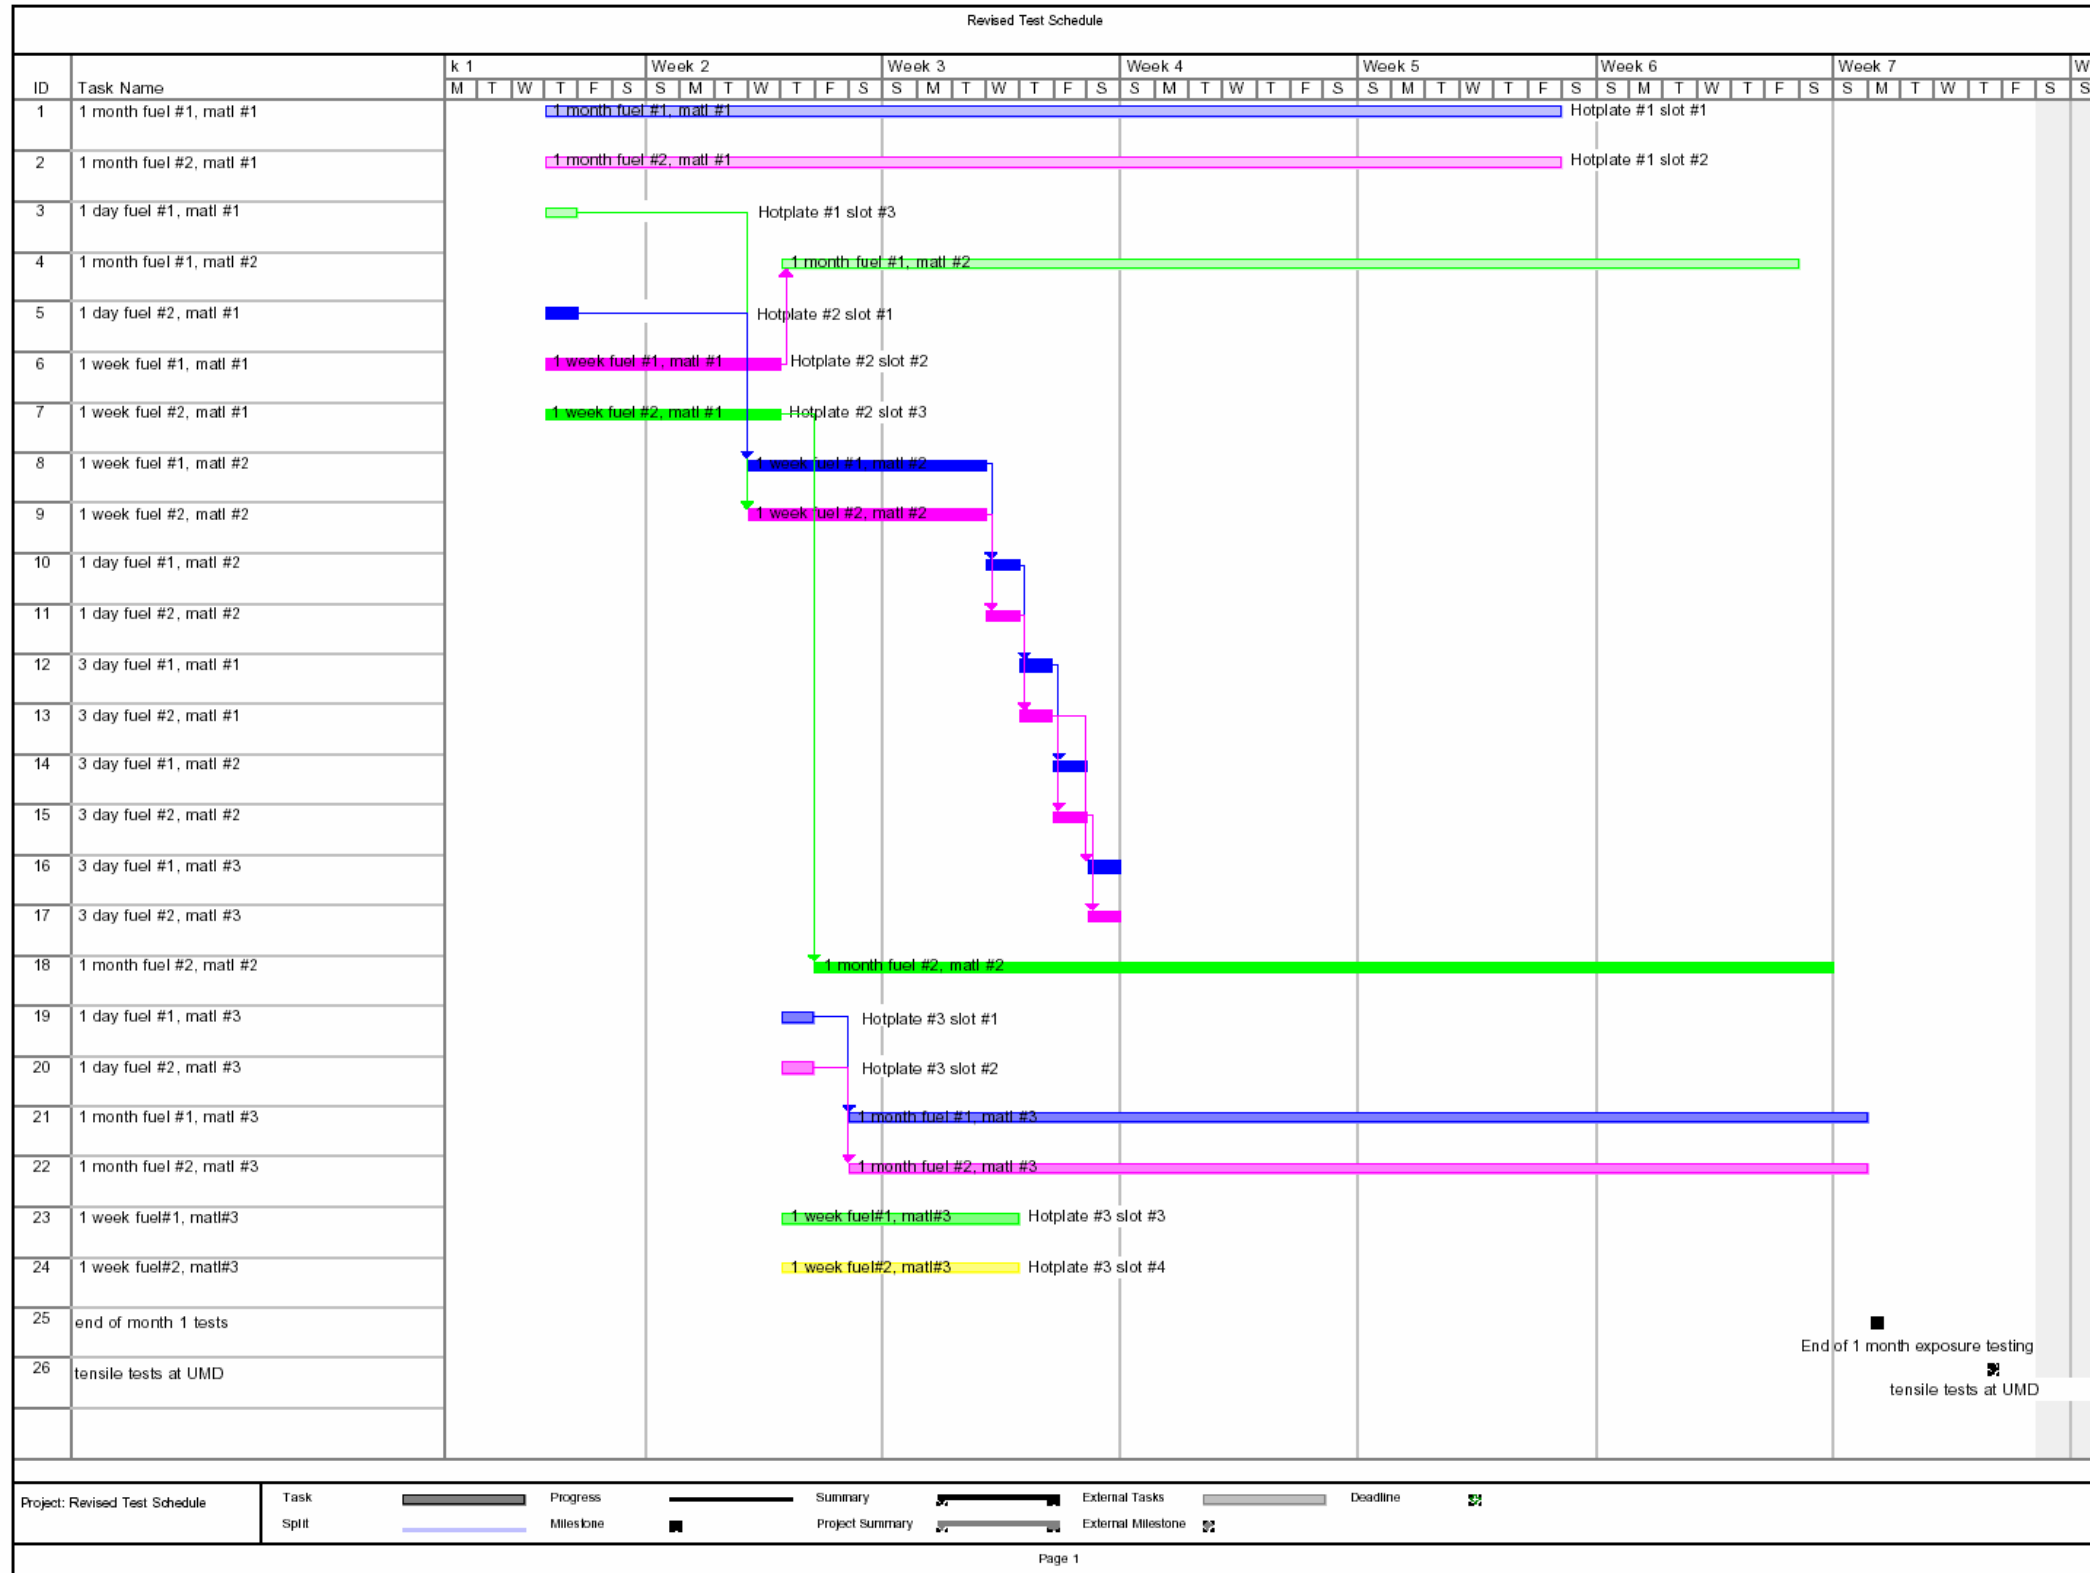 Revised Test Schedule
k 1 Week 2 Week 3 Week 4 Week 5 Week 6 Week 7 W
ID Task Name M T W T F S S M T W T F S S M T W T F S S M T W T F S S M T W T F S S M T W T F S S M T W T F S S
1 1 month fuel #1, matl #1 1 month fuel #1, matl #1 Hotplate #1 slot #1
2 1 month fuel #2, matl #1 1 month fuel #2, matl #1 Hotplate #1 slot #2
3 1 day fuel #1, matl #1 Hotplate #1 slot #3
4 1 month fuel #1, matl #2 1 month fuel #1, matl #2
5 1 day fuel #2, matl #1 Hotplate #2 slot #1
6 1 week fuel #1, matl #1 1 week fuel #1, matl #1 Hotplate #2 slot #2
7 1 week fuel #2, matl #1 1 week fuel #2, matl #1 Hotplate #2 slot #3
8 1 week fuel #1, matl #2 1 week fuel #1, matl #2
9 1 week fuel #2, matl #2 1 week fuel #2, matl #2
10 1 day fuel #1, matl #2
11 1 day fuel #2, matl #2
12 3 day fuel #1, matl #1
13 3 day fuel #2, matl #1
14 3 day fuel #1, matl #2
15 3 day fuel #2, matl #2
16 3 day fuel #1, matl #3
17 3 day fuel #2, matl #3
18 1 month fuel #2, matl #2 1 month fuel #2, matl #2
19 1 day fuel #1, matl #3 Hotplate #3 slot #1
20 1 day fuel #2, matl #3 Hotplate #3 slot #2
21 1 month fuel #1, matl #3 1 month fuel #1, matl #3
22 1 month fuel #2, matl #3 1 month fuel #2, matl #3
23 1 week fuel#1, matl#3 1 week fuel#1, matl#3 Hotplate #3 slot #3
24 1 week fuel#2, matl#3 1 week fuel#2, matl#3 Hotplate #3 slot #4
25 end of month 1 tests
End of 1 month exposure testing
26 tensile tests at UMD
tensile tests at UMD
Project: Revised Test Schedule
Task Progress Summary External Tasks Deadline
Split Milestone Project Summary External Milestone
Page 1